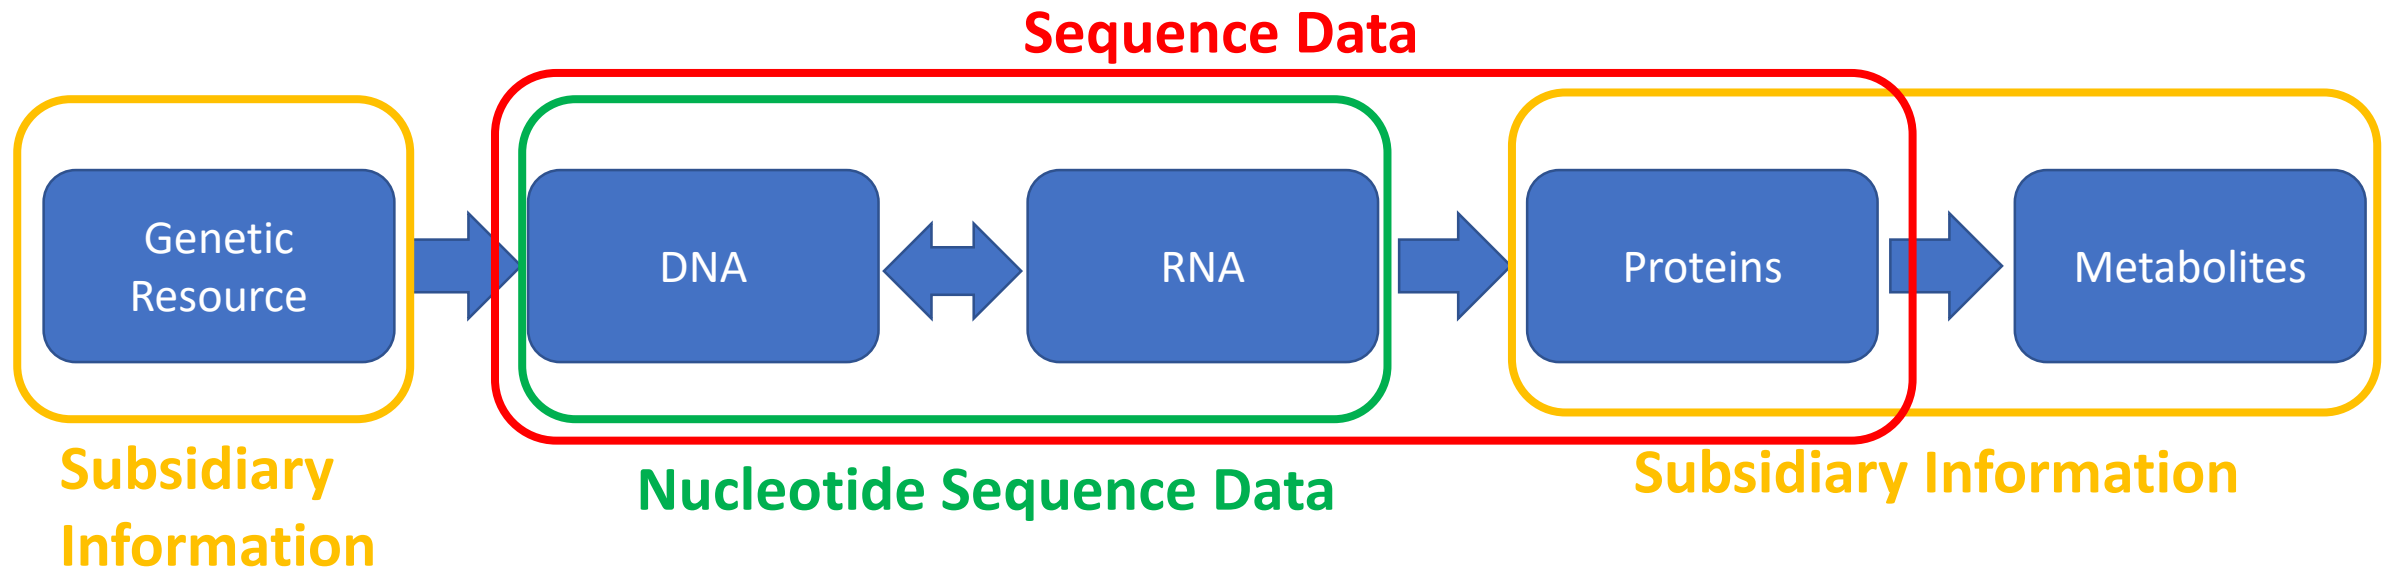 Sequence Data
Genetic
Resource
DNA
RNA
Proteins
Metabolites
Subsidiary
Information
Nucleotide Sequence Data
Subsidiary Information